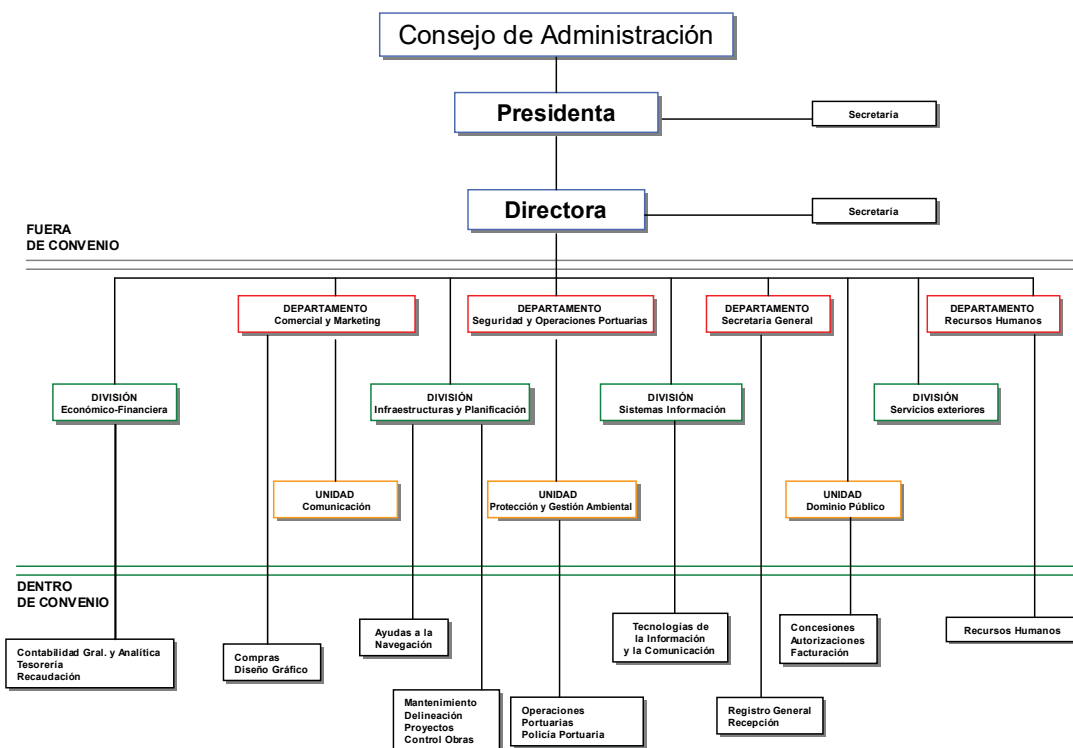 Consejo de Administración
Presidenta
Secretaría
Directora
Secretaría
FUERA
DE CONVENIO
DEPARTAMENTO
Comercial y Marketing
DEPARTAMENTO
Seguridad y Operaciones Portuarias
DEPARTAMENTO
Secretaria General
DEPARTAMENTO
Recursos Humanos
DIVISIÓN
Económico-Financiera
DIVISIÓN
Infraestructuras y Planificación
DIVISIÓN
Sistemas Información
DIVISIÓN
Servicios exteriores
UNIDAD
Comunicación
UNIDAD
Protección y Gestión Ambiental
UNIDAD
Dominio Público
DENTRO
DE CONVENIO
Contabilidad Gral. y Analítica
Tesorería
Recaudación
Compras
Diseño Gráfico
Ayudas a la
Navegación
Mantenimiento
Delineación
Proyectos
Control Obras
Operaciones
Portuarias
Policía Portuaria
Tecnologías de
la Información
y la Comunicación
Registro General
Recepción
Concesiones
Autorizaciones
Facturación
Recursos Humanos